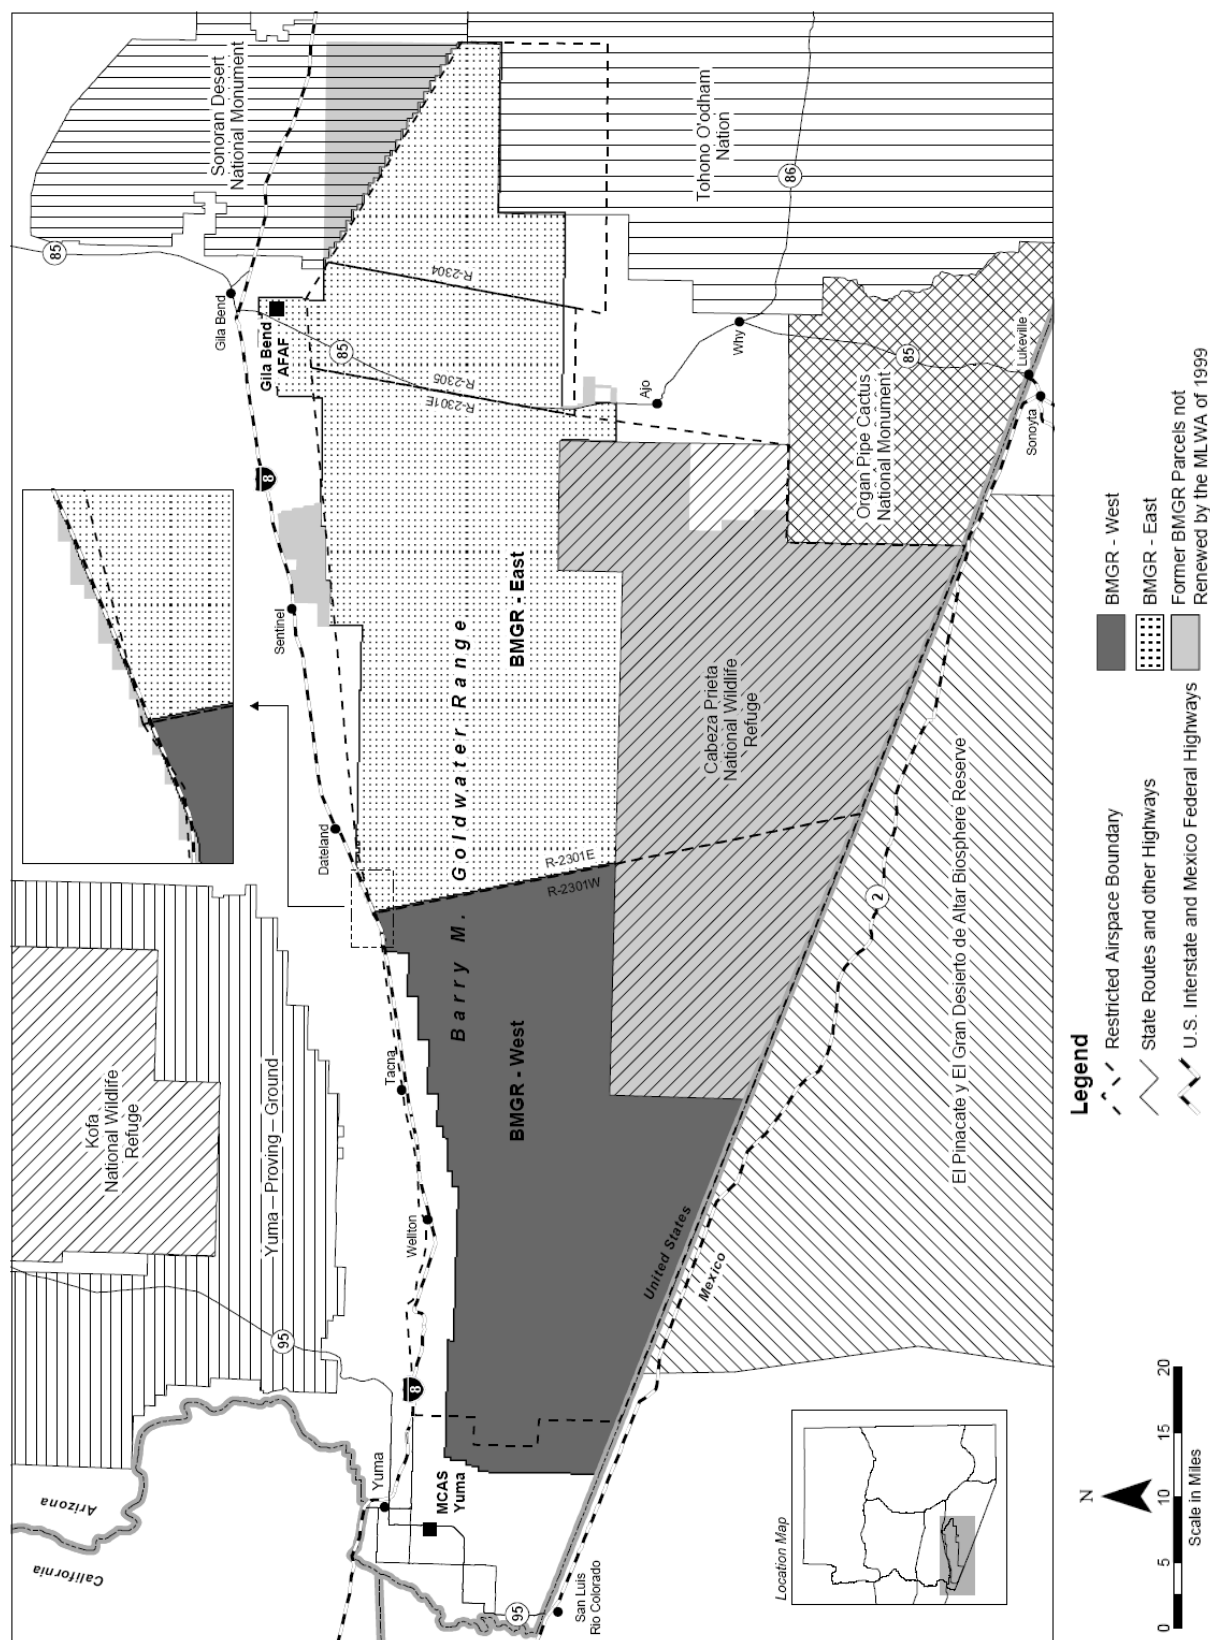 California
Arizona
Kofa
National Wildlife
Refuge
Yuma – Proving – Ground
95
Sonoran Desert
National Monument
85
Gila Bend
Gila Bend
AFAF
85
8
Sentinel
Dateland
Tacna
Wellton
8
Yuma
MCAS
Yuma
95
San Luis
Rio Colorado
Barry M. Goldwater Range
BMGR - West
BMGR - East
R-2301W
R-2301E
R-2301E
R-2305
R-2304
Ajo
Why
86
Tohono O'odham
Nation
Cabeza Prieta
National Wildlife
Refuge
Organ Pipe Cactus
National Monument
85
Lukeville
Sonoyta
United States
Mexico
2
El Pinacate y El Gran Desierto de Altar Biosphere Reserve
Location Map
N
0 5 10 15 20
Scale in Miles
Legend
Restricted Airspace Boundary
State Routes and other Highways
U.S. Interstate and Mexico Federal Highways
BMGR - West
BMGR - East
Former BMGR Parcels not
Renewed by the MLWA of 1999